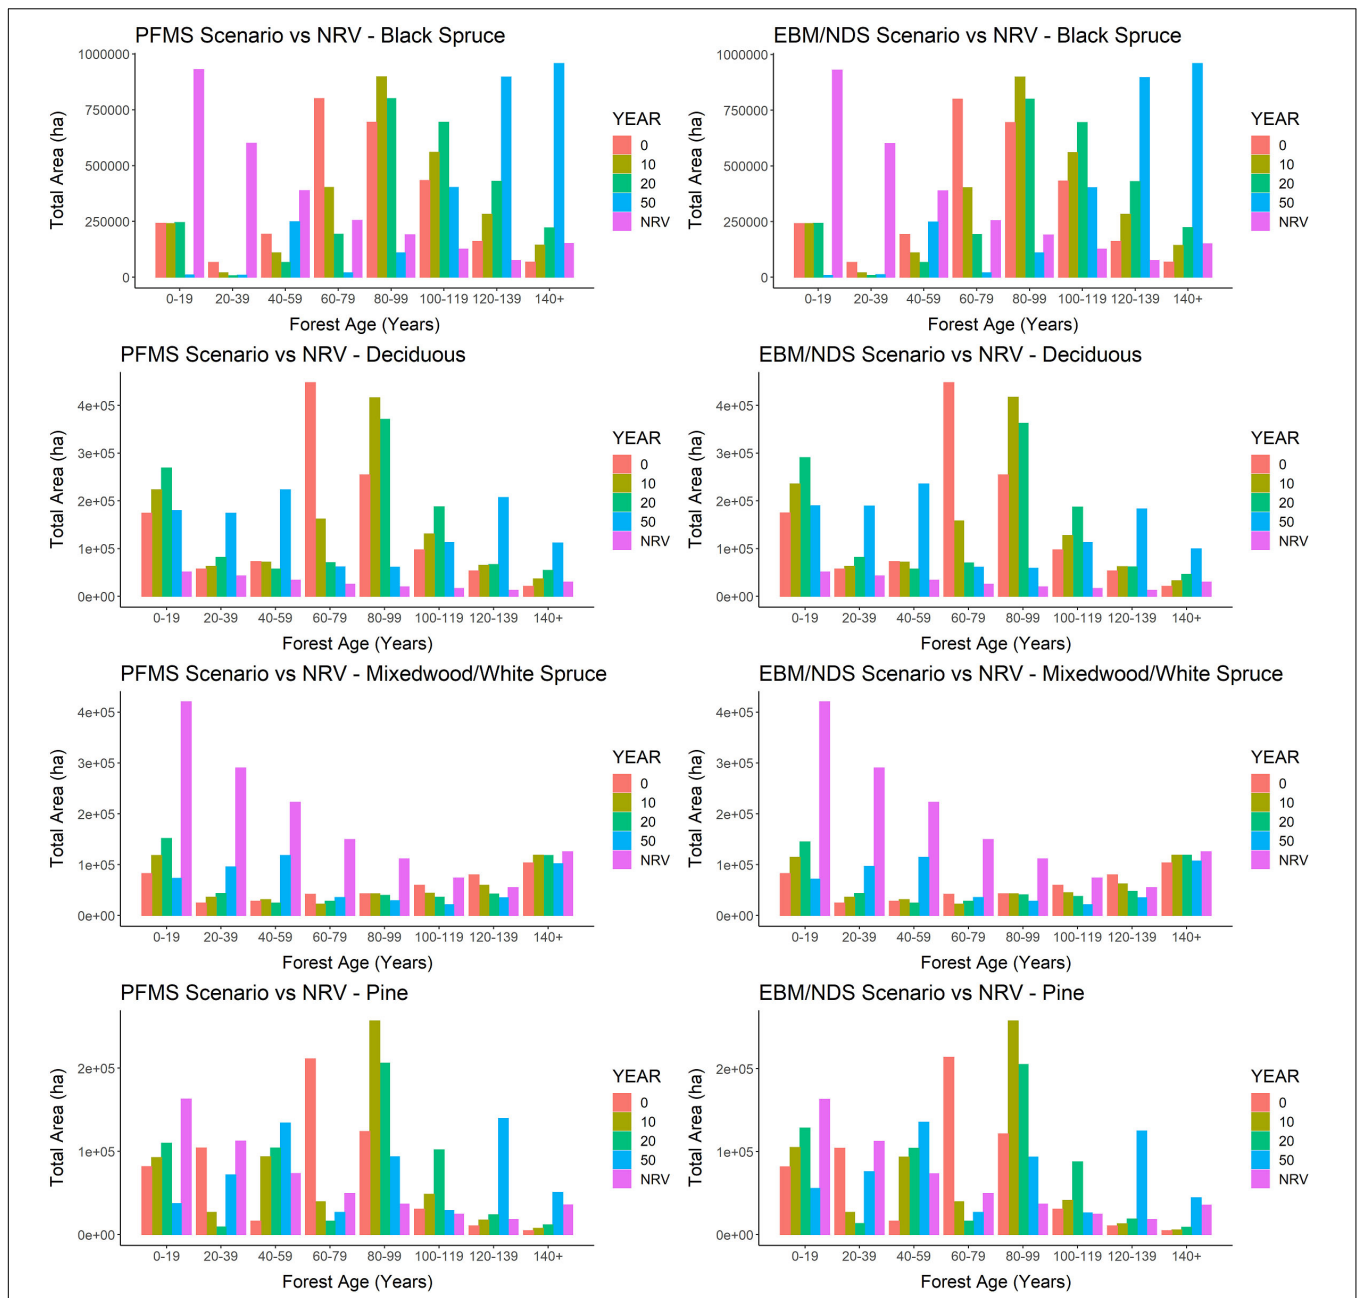 PFMS Scenario vs NRV - Black Spruce
Total Area (ha)
1000000
750000
500000
250000
0
0-19 20-39 40-59 60-79 80-99 100-119 120-139 140+
Forest Age (Years)
YEAR
0
10
20
50
NRV
EBM/NDS Scenario vs NRV - Black Spruce
Total Area (ha)
1000000
750000
500000
250000
0
0-19 20-39 40-59 60-79 80-99 100-119 120-139 140+
Forest Age (Years)
YEAR
0
10
20
50
NRV
PFMS Scenario vs NRV - Deciduous
Total Area (ha)
4e+05
3e+05
2e+05
1e+05
0e+00
0-19 20-39 40-59 60-79 80-99 100-119 120-139 140+
Forest Age (Years)
YEAR
0
10
20
50
NRV
EBM/NDS Scenario vs NRV - Deciduous
Total Area (ha)
4e+05
3e+05
2e+05
1e+05
0e+00
0-19 20-39 40-59 60-79 80-99 100-119 120-139 140+
Forest Age (Years)
YEAR
0
10
20
50
NRV
PFMS Scenario vs NRV - Mixedwood/White Spruce
Total Area (ha)
4e+05
3e+05
2e+05
1e+05
0e+00
0-19 20-39 40-59 60-79 80-99 100-119 120-139 140+
Forest Age (Years)
YEAR
0
10
20
50
NRV
EBM/NDS Scenario vs NRV - Mixedwood/White Spruce
Total Area (ha)
4e+05
3e+05
2e+05
1e+05
0e+00
0-19 20-39 40-59 60-79 80-99 100-119 120-139 140+
Forest Age (Years)
YEAR
0
10
20
50
NRV
PFMS Scenario vs NRV - Pine
Total Area (ha)
2e+05
1e+05
0e+00
0-19 20-39 40-59 60-79 80-99 100-119 120-139 140+
Forest Age (Years)
YEAR
0
10
20
50
NRV
EBM/NDS Scenario vs NRV - Pine
Total Area (ha)
2e+05
1e+05
0e+00
0-19 20-39 40-59 60-79 80-99 100-119 120-139 140+
Forest Age (Years)
YEAR
0
10
20
50
NRV